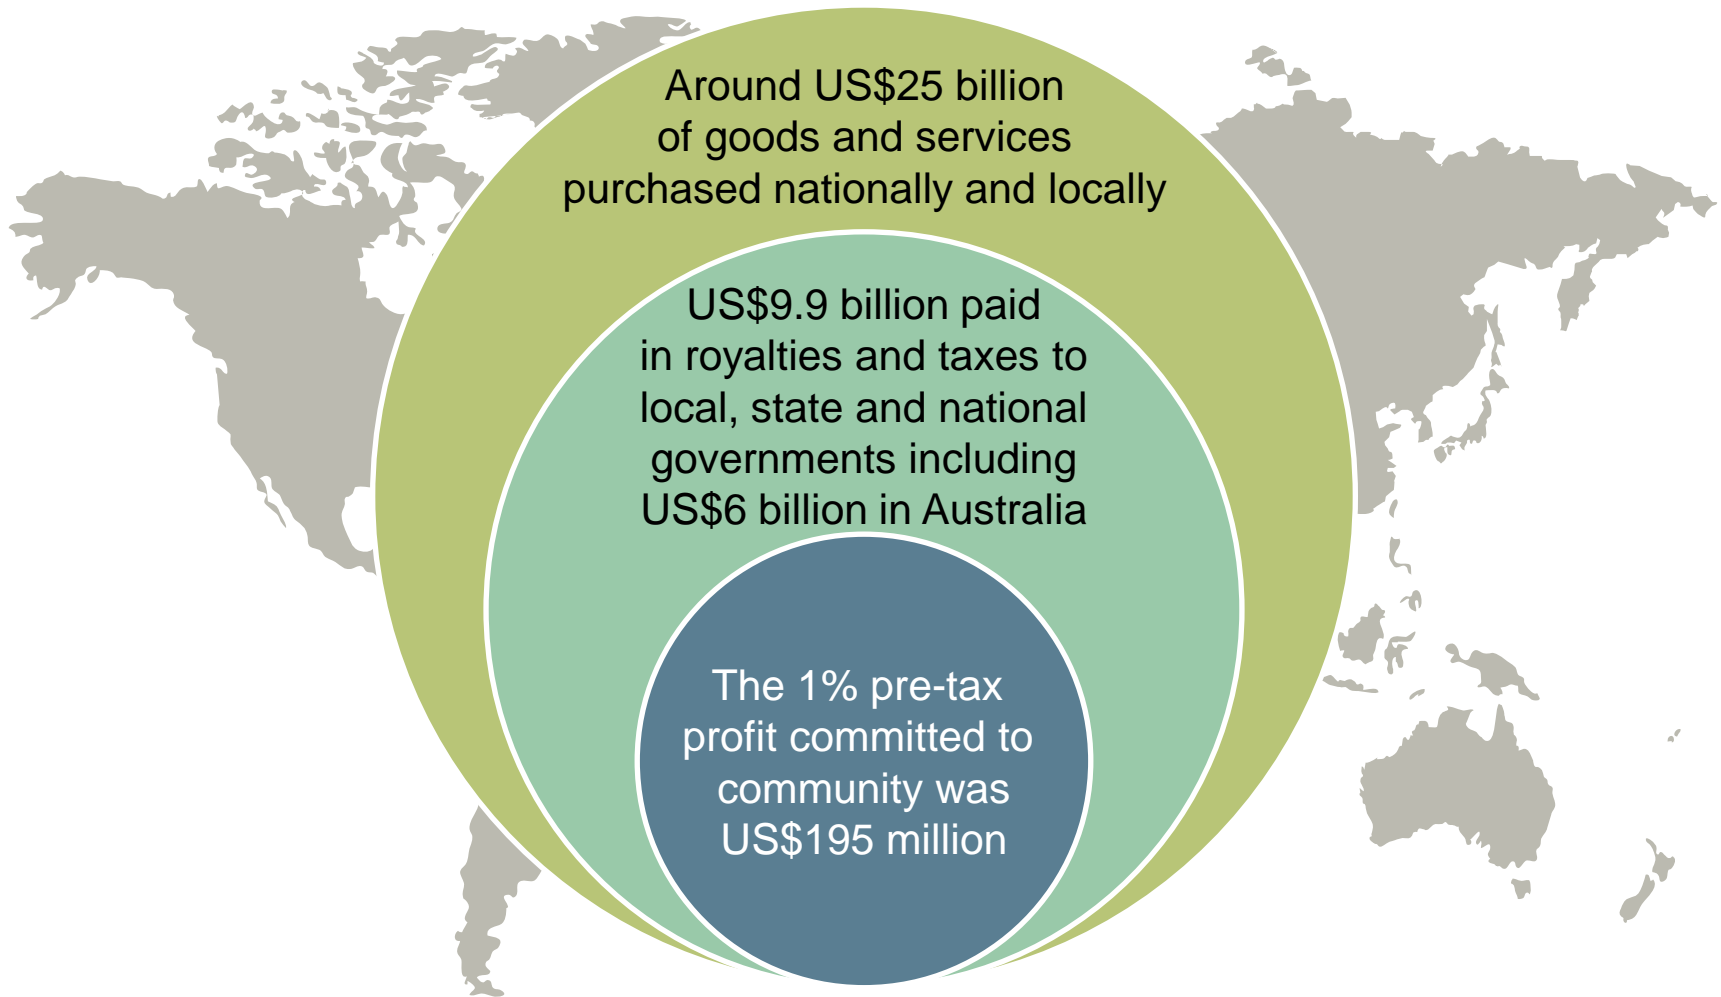 Around US$25 billion
of goods and services
purchased nationally and locally
US$9.9 billion paid
in royalties and taxes to
local, state and national
governments including
US$6 billion in Australia
The 1% pre-tax
profit committed to
community was
US$195 million